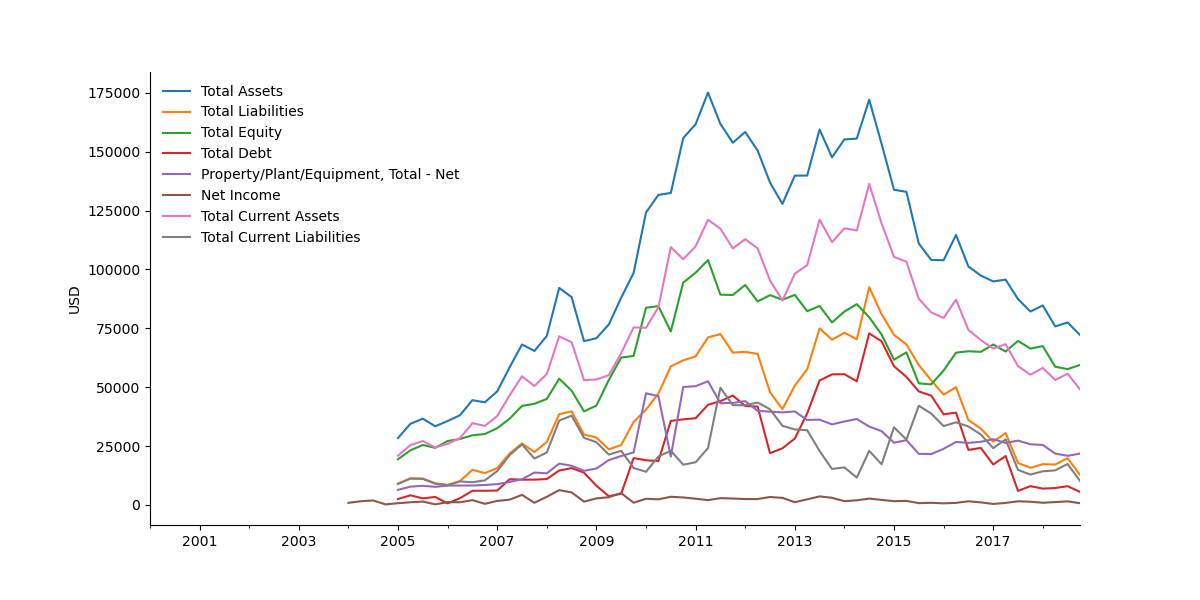 175000
150000
125000
100000
75000
50000
25000
0
USD
Total Assets
Total Liabilities
Total Equity
Total Debt
Property/Plant/Equipment, Total - Net
Net Income
Total Current Assets
Total Current Liabilities
2001 2003 2005 2007 2009 2011 2013 2015 2017